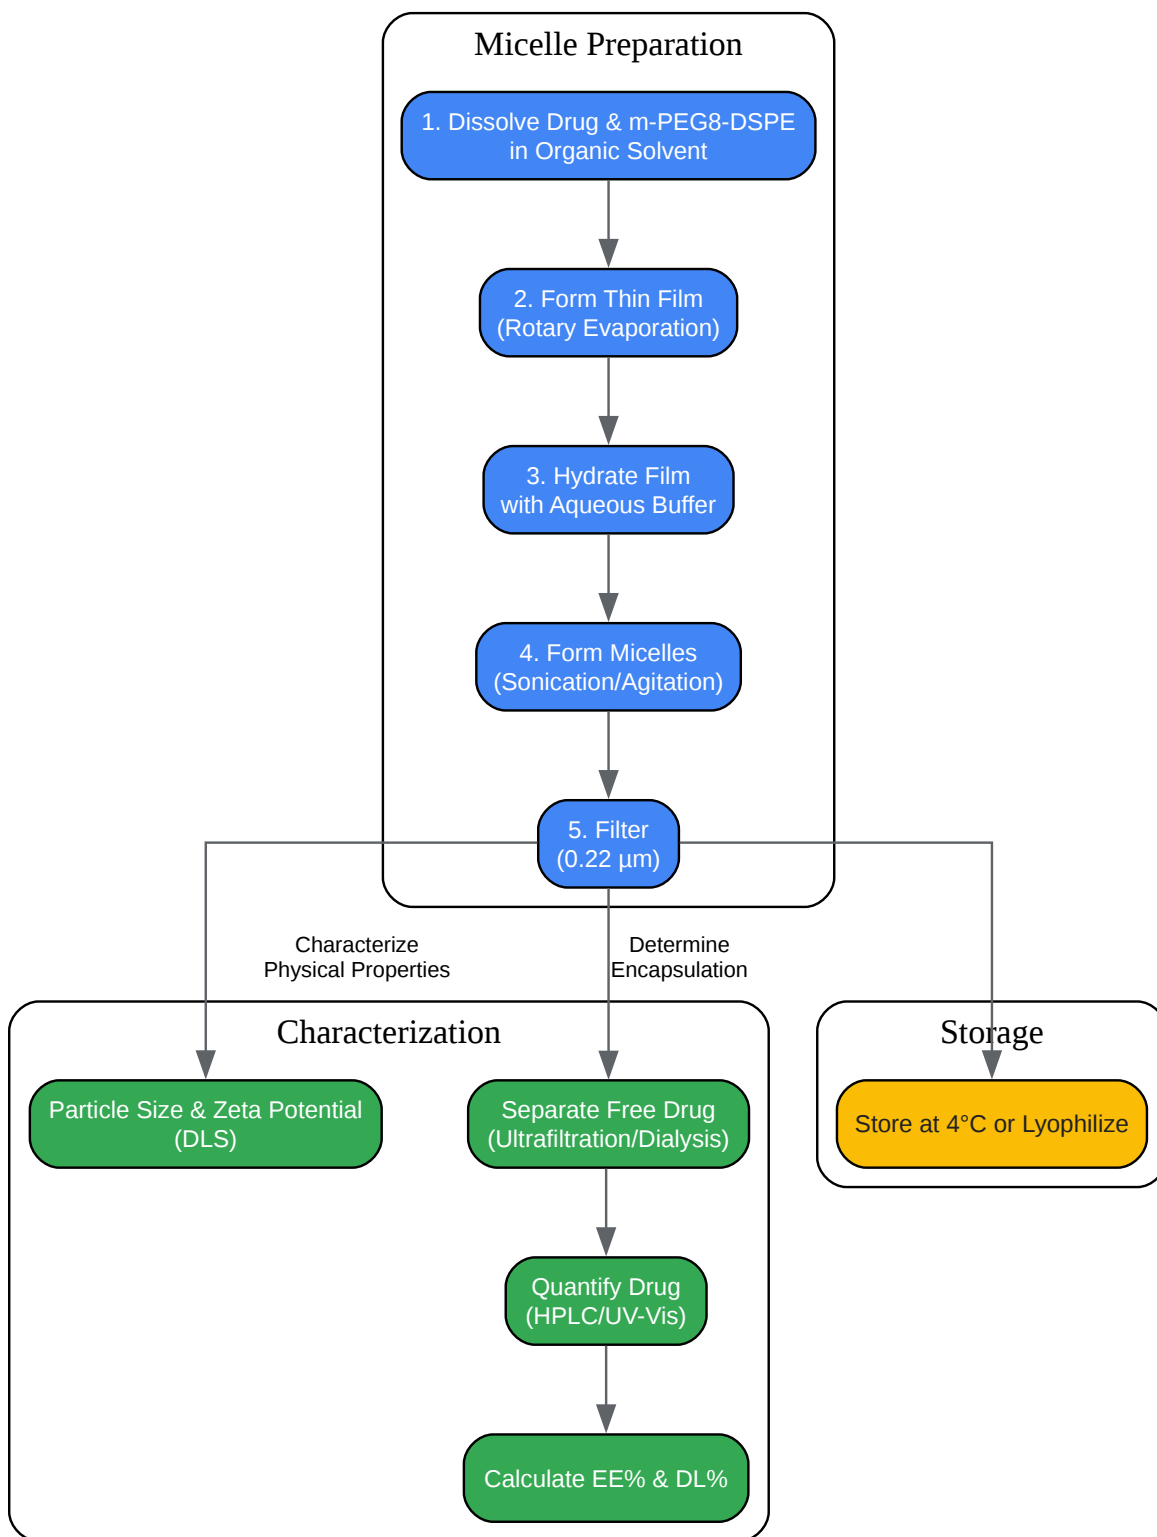 Micelle Preparation
1. Dissolve Drug & m-PEG8-DSPE
in Organic Solvent
2. Form Thin Film
(Rotary Evaporation)
3. Hydrate Film
with Aqueous Buffer
4. Form Micelles
(Sonication/Agitation)
5. Filter
(0.22 µm)
Characterize
Physical Properties
Determine
Encapsulation
Characterization
Particle Size & Zeta Potential
(DLS)
Separate Free Drug
(Ultrafiltration/Dialysis)
Quantify Drug
(HPLC/UV-Vis)
Calculate EE% & DL%
Storage
Store at 4°C or Lyophilize